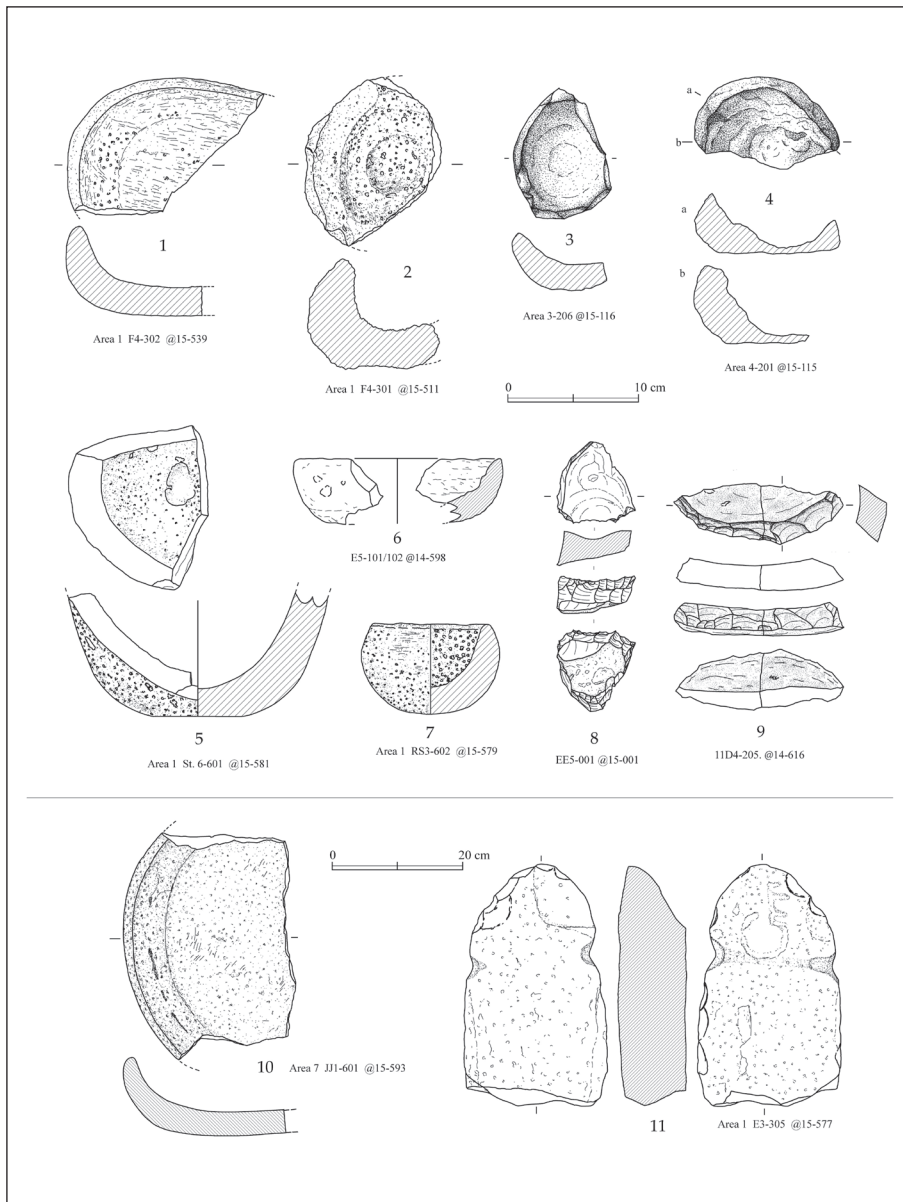 1
Area 1 F4-302 @15-539
2
Area 1 F4-301 @15-511
3
Area 3-206 @15-116
a
b
4
a
b
Area 4-201 @15-115
0 10 cm
5
Area 1 St. 6-601 @15-581
6
E5-101/102 @14-598
7
Area 1 RS3-602 @15-579
8
EE5-001 @15-001
9
11D4-205. @14-616
0 20 cm
10 Area 7 JJ1-601 @15-593
11
Area 1 E3-305 @15-577